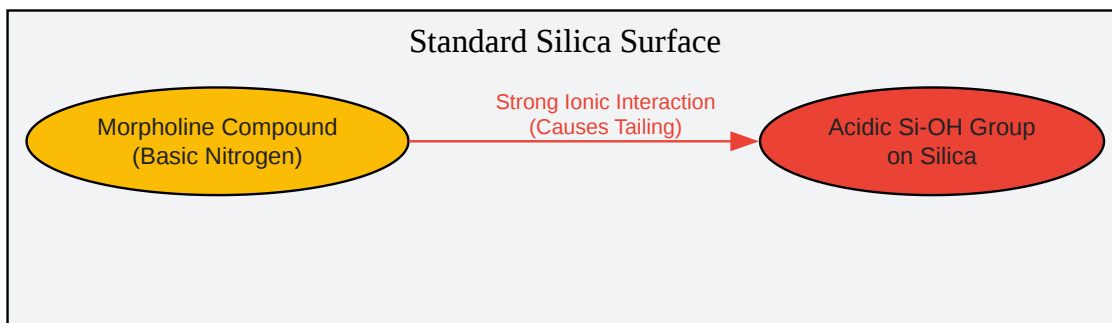 Standard Silica Surface
Strong Ionic Interaction
(Causes Tailing)
Morpholine Compound
(Basic Nitrogen)
Acidic Si-OH Group
on Silica